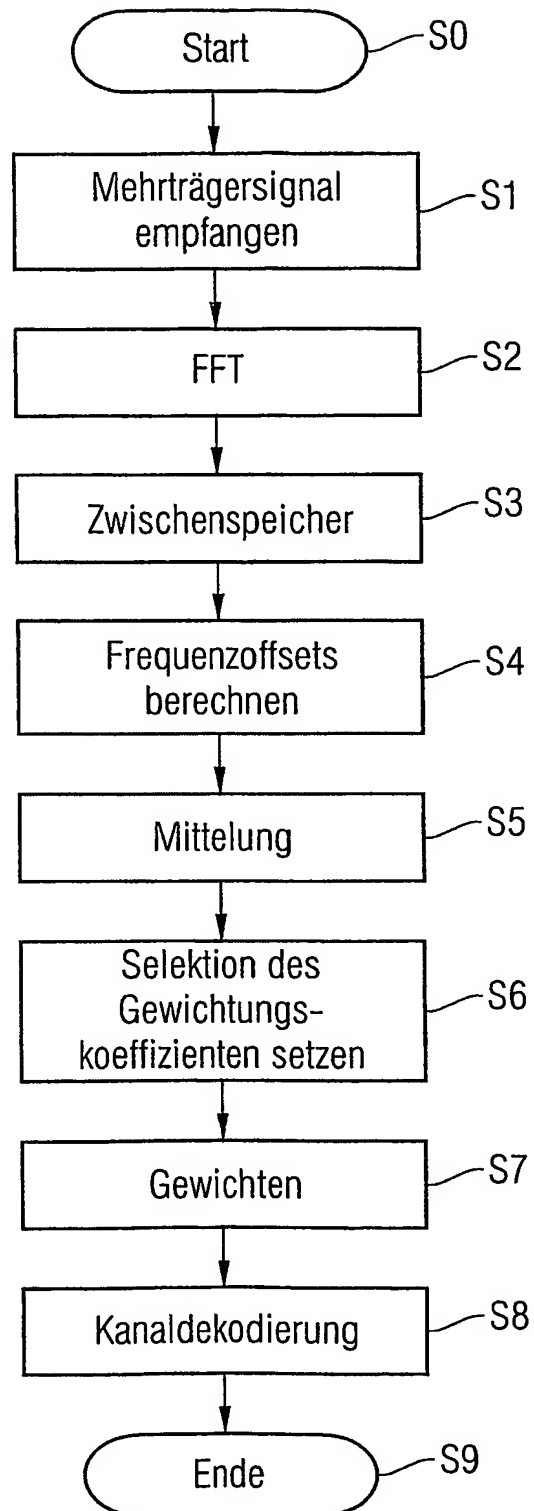 Start
S0
Mehrträgersignal
empfangen
S1
FFT
S2
Zwischenspeicher
S3
Frequenzoffsets
berechnen
S4
Mittelung
S5
Selektion des
Gewichtungs-
koeffizienten setzen
S6
Gewichten
S7
Kanaldekodierung
S8
Ende
S9